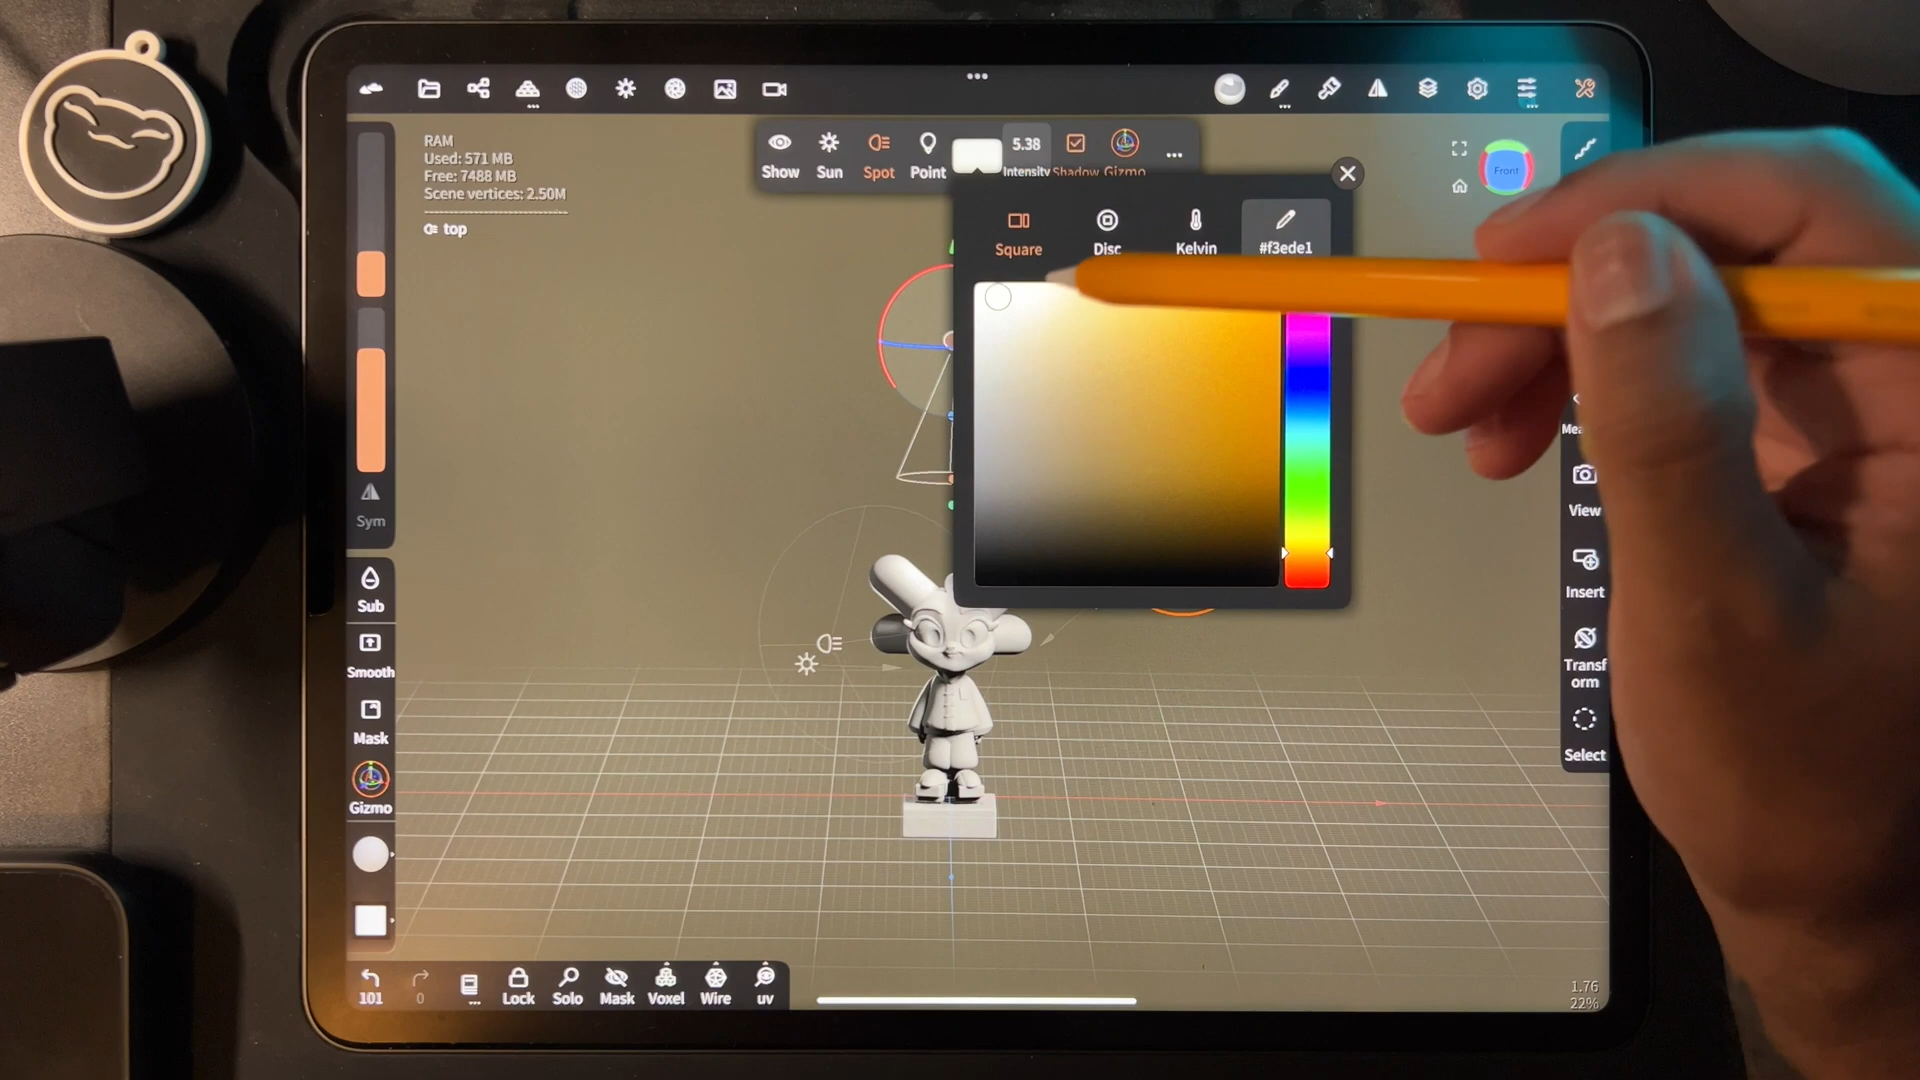 RAM
Used: 571 MB
Free: 7488 MB
Scene vertices: 2.50M
top
Show
Sun
Spot
Point
5.38
Intensity
Shadow
Gizmo
Square
Disc
Kelvin
#f3ede1
Front
Sym
Sub
Smooth
Mask
Gizmo
View
Insert
Transf
orm
Select
101
0
Lock
Solo
Mask
Voxel
Wire
uv
1.76
22%